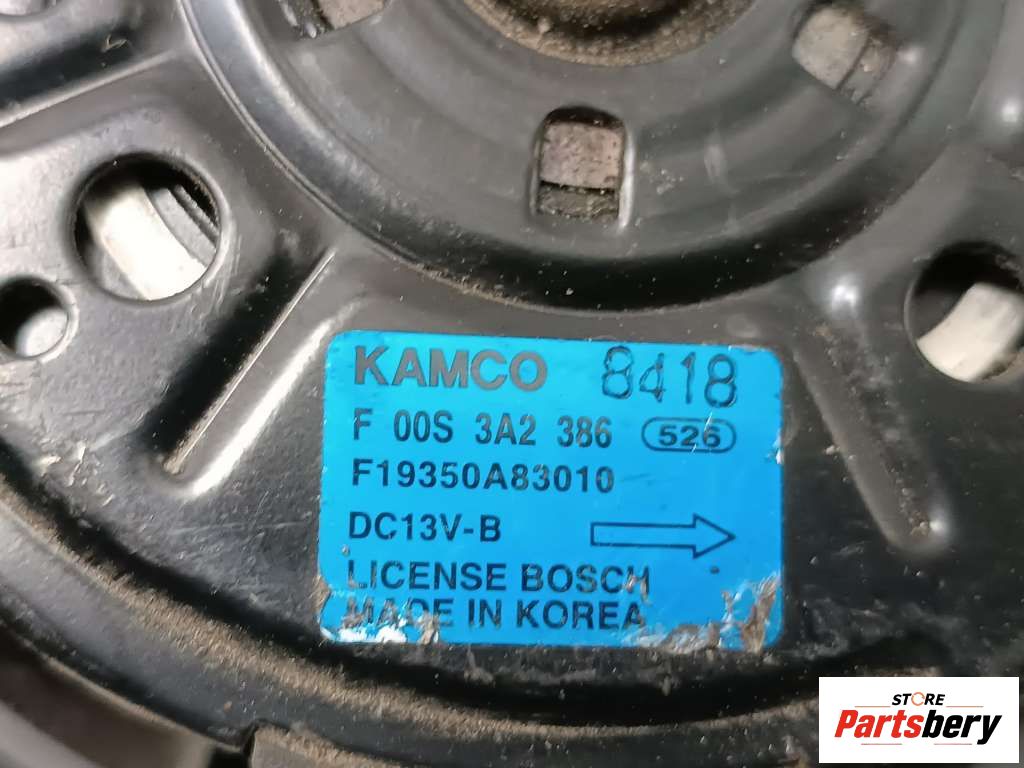 KAMCO 8418
F 00S 3A2 386 526
F19350A83010
DC13V-B
LICENSE BOSCH
MADE IN KOREA
STORE
Partsbery